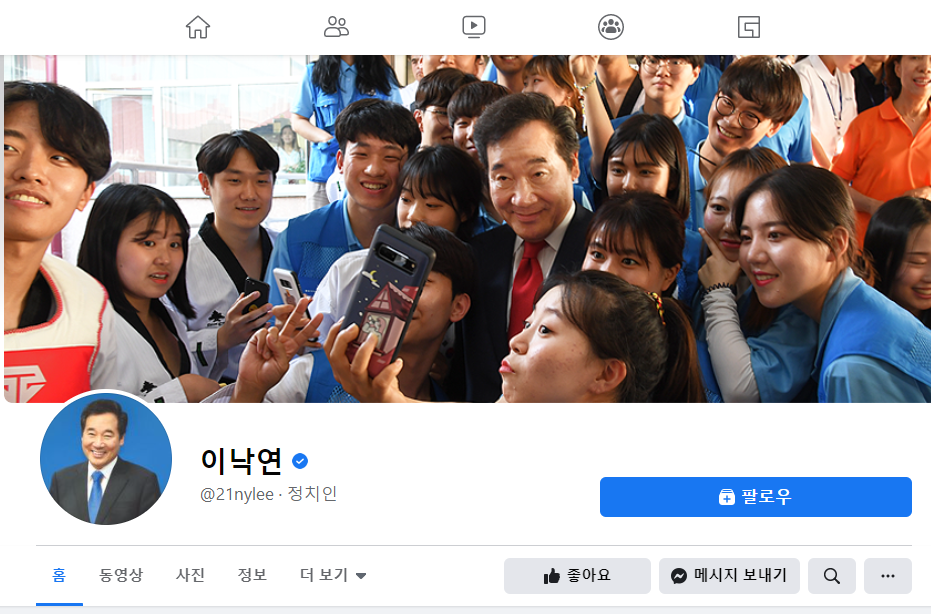 이낙연
@21nylee · 정치인
팔로우
홈 동영상 사진 정보 더 보기 좋아요 메시지 보내기